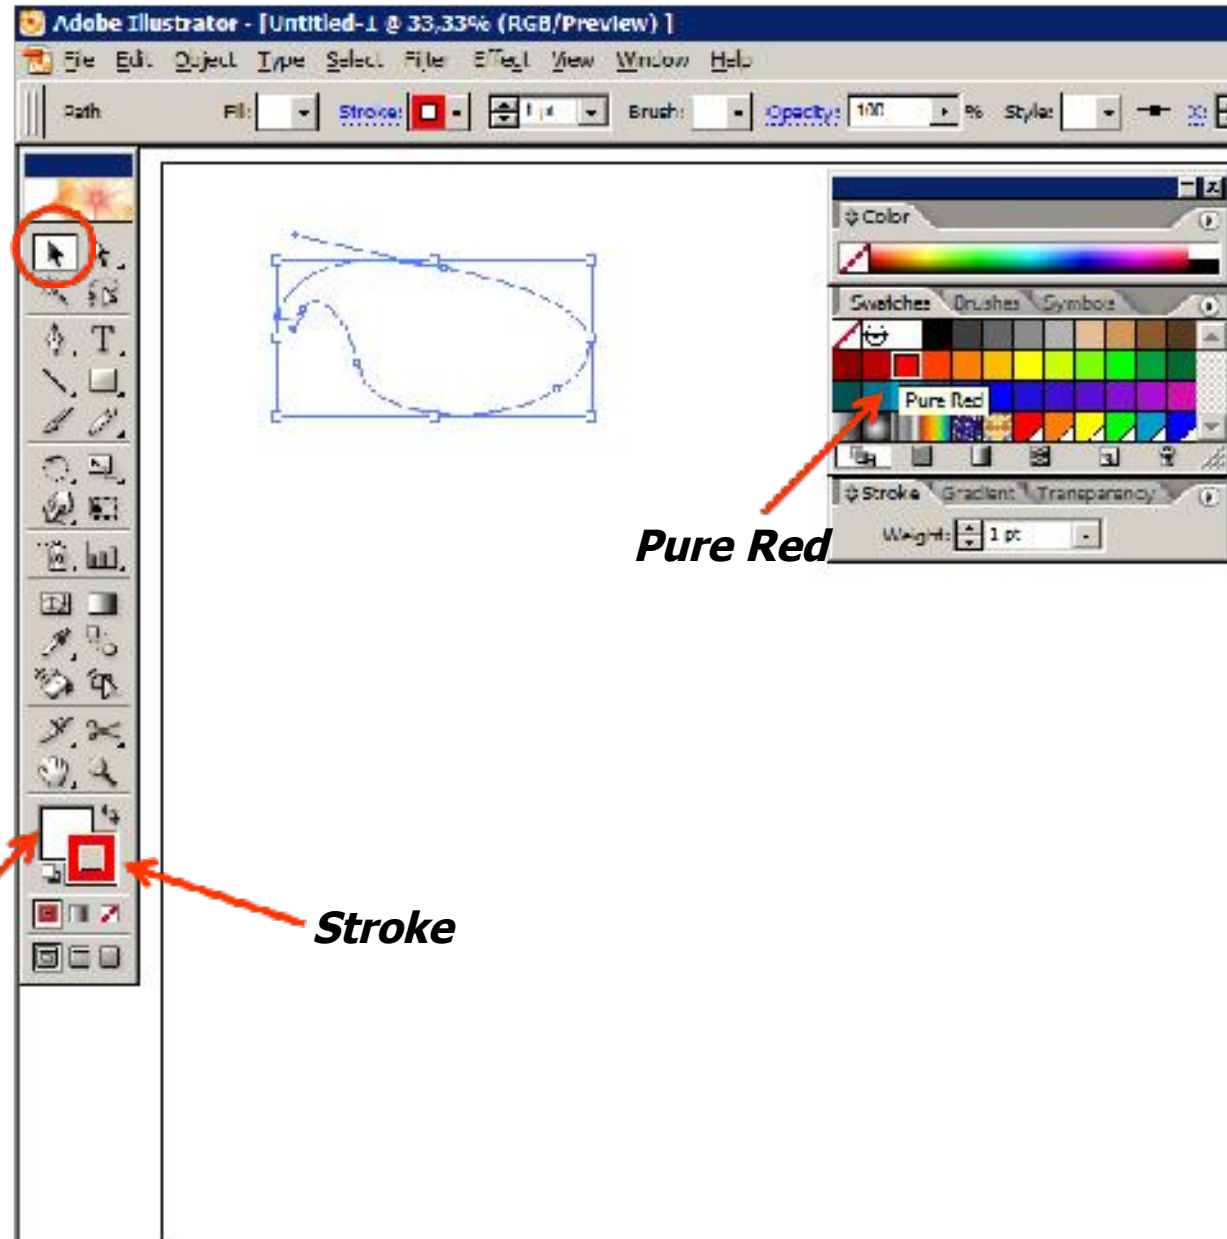 Adobe Illustrator - [Untitled-1 @ 33,33% (RGB/Preview) ]
File Edit Object Type Select Filter Effect View Window Help
Path Fill: Stroke: 1 pt Brush: Opacity: 100 % Style: X:
Color
Swatches Brushes Symbols
Pure Red
Stroke Gradient Transparency
Weight: 1 pt
Pure Red
Stroke